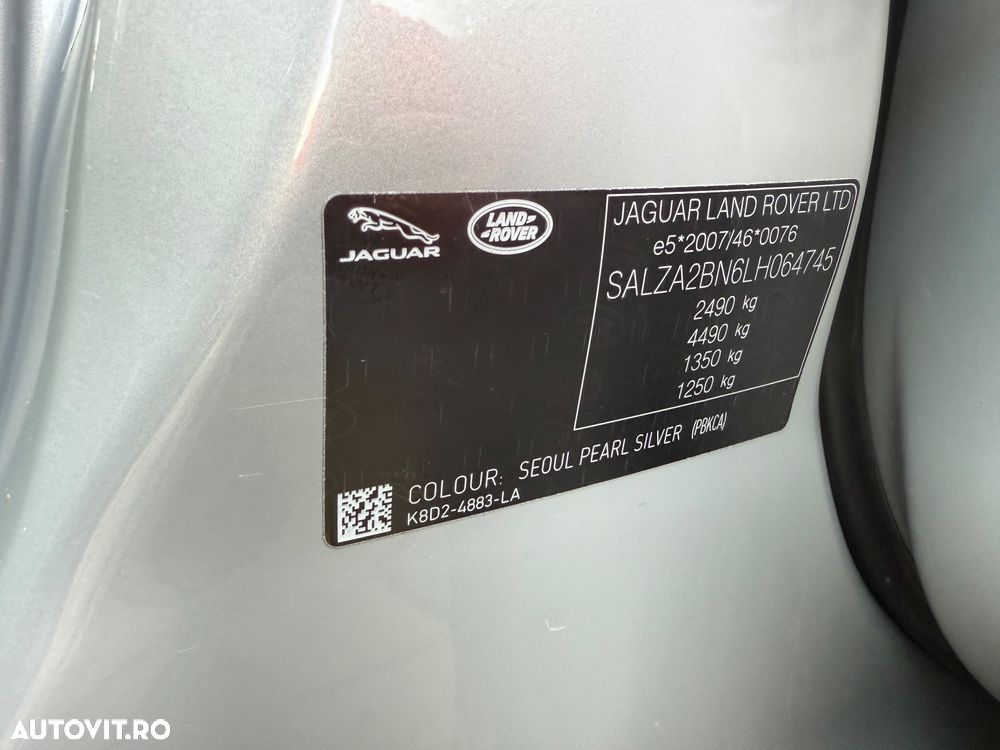 JAGUAR
LAND ROVER
JAGUAR LAND ROVER LTD
e5*2007/46*0076
SALZA2BN6LH064745
2490 kg
4490 kg
1350 kg
1250 kg
COLOUR: SEOUL PEARL SILVER (PBKCA)
K8D2-4883-LA
AUTOVIT.RO